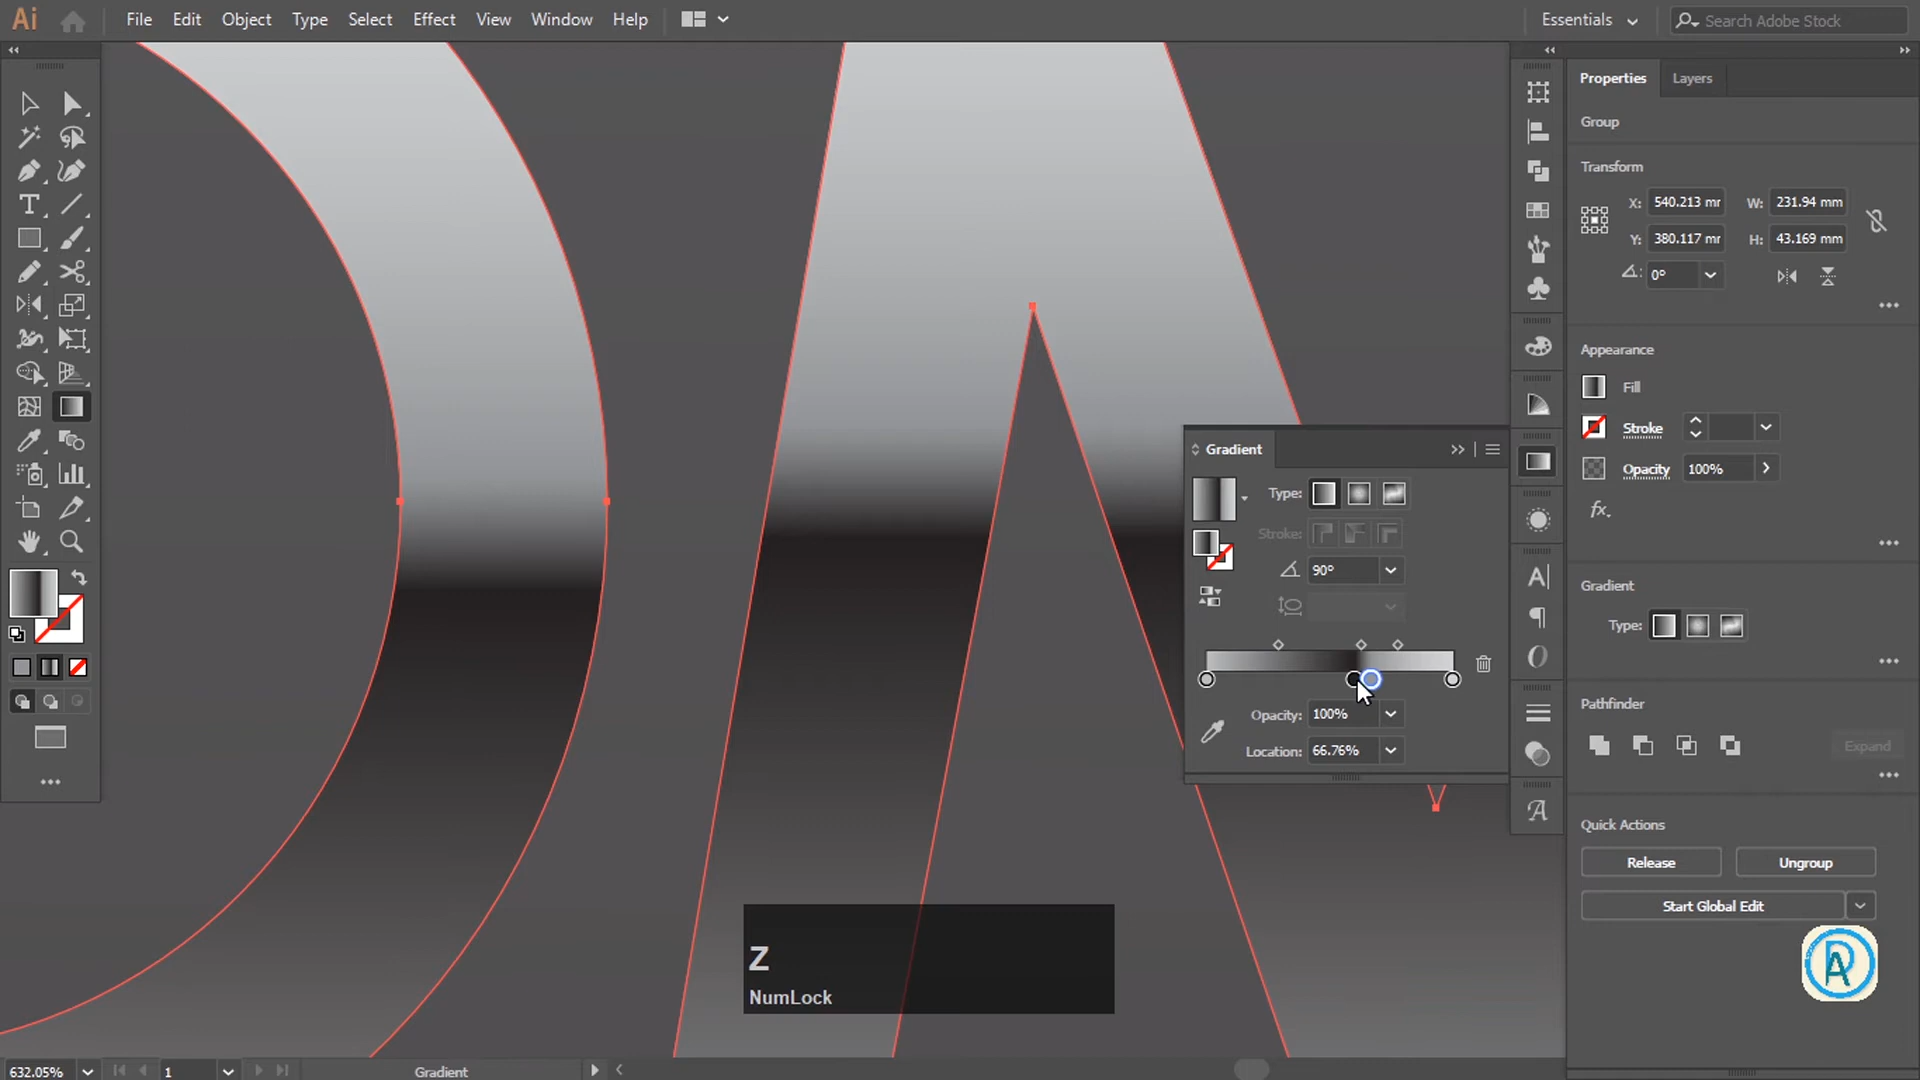 Ai File Edit Object Type Select Effect View Window Help Essentials Search Adobe Stock
Properties Layers
Group
Transform
X: 540.213 mr W: 231.94 mm
Y: 380.117 mr H: 43.169 mm
0°
Appearance
Fill
Stroke
Opacity 100%
fx.
Gradient
Type:
Pathfinder
Expand
Quick Actions
Release Ungroup
Start Global Edit
Gradient
Type:
Stroke:
90°
Opacity: 100%
Location: 66.76%
Z
NumLock
632.05% 1 Gradient